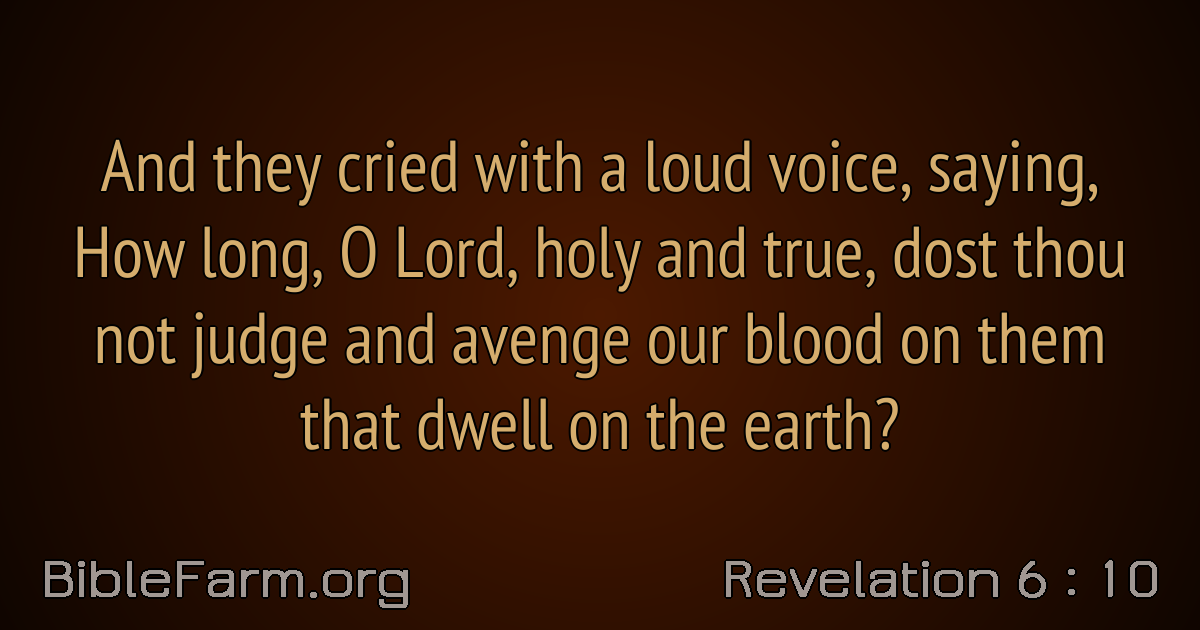 And they cried with a loud voice, saying,
How long, O Lord, holy and true, dost thou
not judge and avenge our blood on them
that dwell on the earth?
BibleFarm.org
Revelation 6 : 10